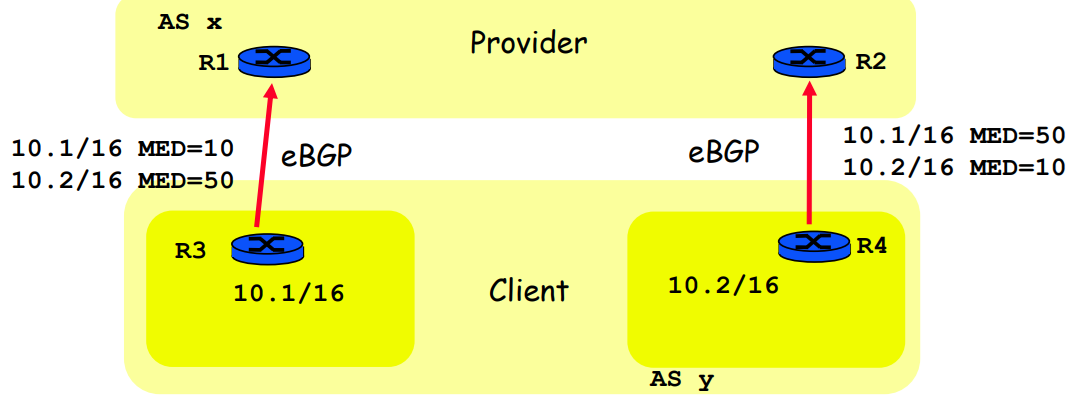 AS x
Provider
R1
R2
10.1/16 MED=10
10.2/16 MED=50
eBGP
eBGP
10.1/16 MED=50
10.2/16 MED=10
R3
10.1/16
Client
R4
10.2/16
AS y